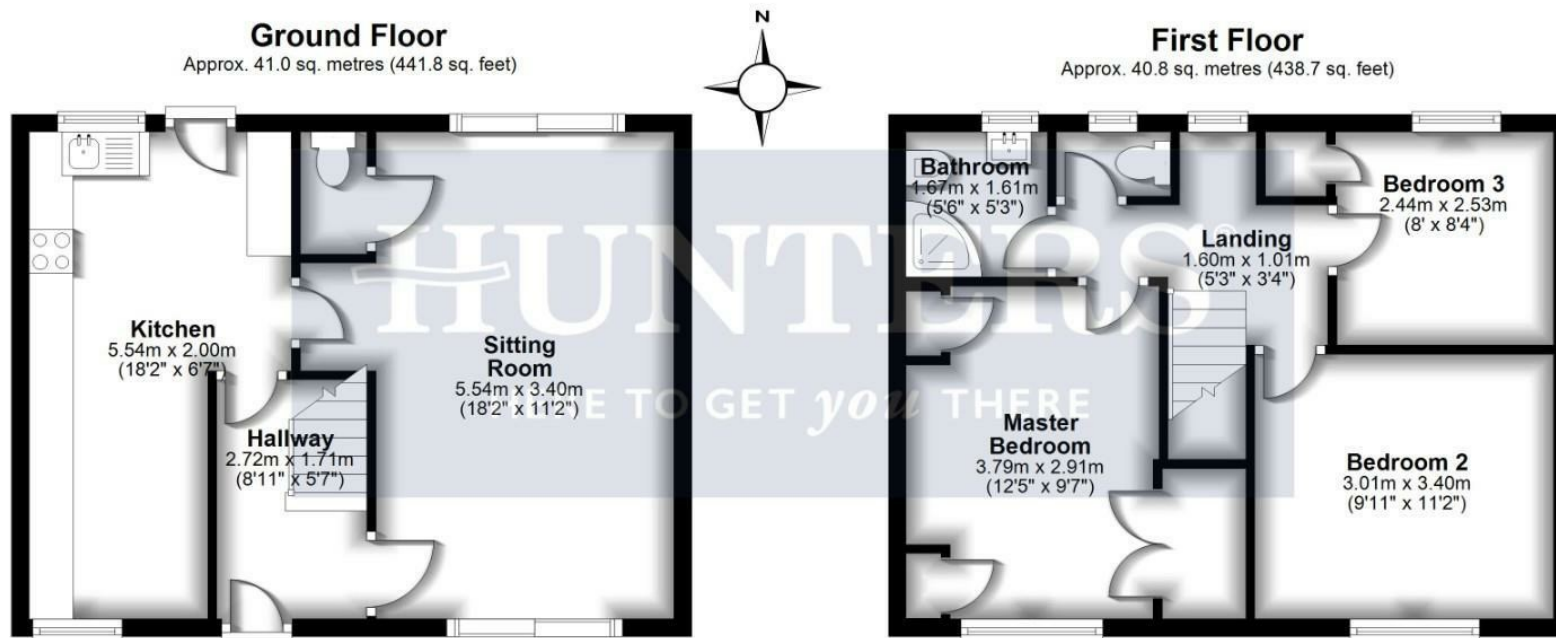 Ground Floor
Approx. 41.0 sq. metres (441.8 sq. feet)
N
First Floor
Approx. 40.8 sq. metres (438.7 sq. feet)
Kitchen
5.54m x 2.00m
(18'2" x 6'7")
Hallway
2.72m x 1.71m
(8'11" x 5'7")
Sitting
Room
5.54m x 3.40m
(18'2" x 11'2")
Bathroom
1.67m x 1.61m
(5'6" x 5'3")
Landing
1.60m x 1.01m
(5'3" x 3'4")
Bedroom 3
2.44m x 2.53m
(8' x 8'4")
Master
Bedroom
3.79m x 2.91m
(12'5" x 9'7")
Bedroom 2
3.01m x 3.40m
(9'11" x 11'2")
HUNTERS®
HERE TO GET you THERE